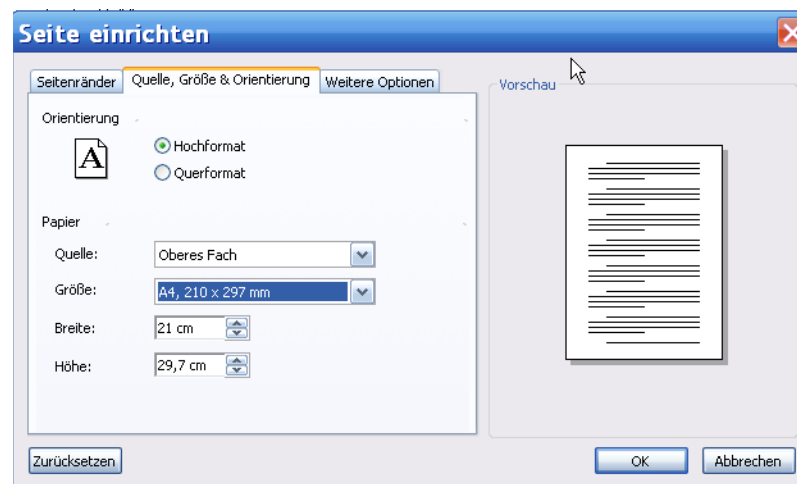 Seite einrichten
Seitenränder Quelle, Größe & Orientierung Weitere Optionen
Vorschau
Orientierung
A
Hochformat
Querformat
Papier
Quelle: Oberes Fach
Größe: A4, 210 x 297 mm
Breite: 21 cm
Höhe: 29,7 cm
Zurücksetzen OK Abbrechen